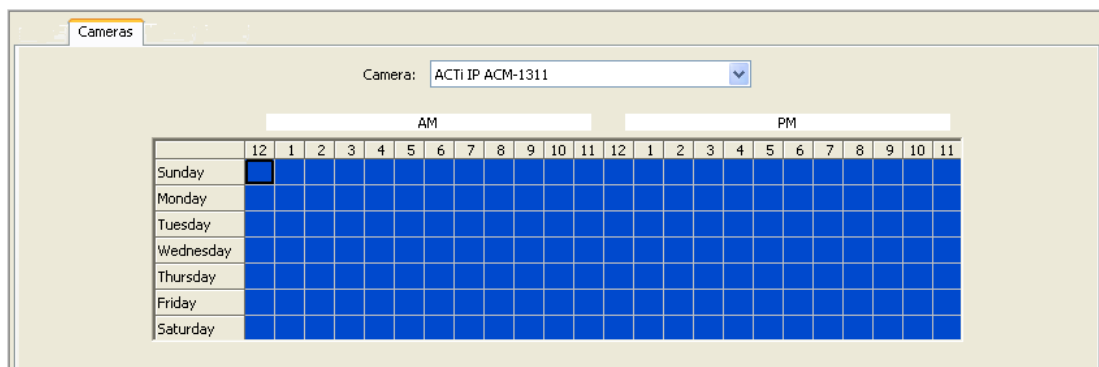 Cameras
Camera: ACTi IP ACM-1311
AM PM
12 1 2 3 4 5 6 7 8 9 10 11 12 1 2 3 4 5 6 7 8 9 10 11
Sunday
Monday
Tuesday
Wednesday
Thursday
Friday
Saturday